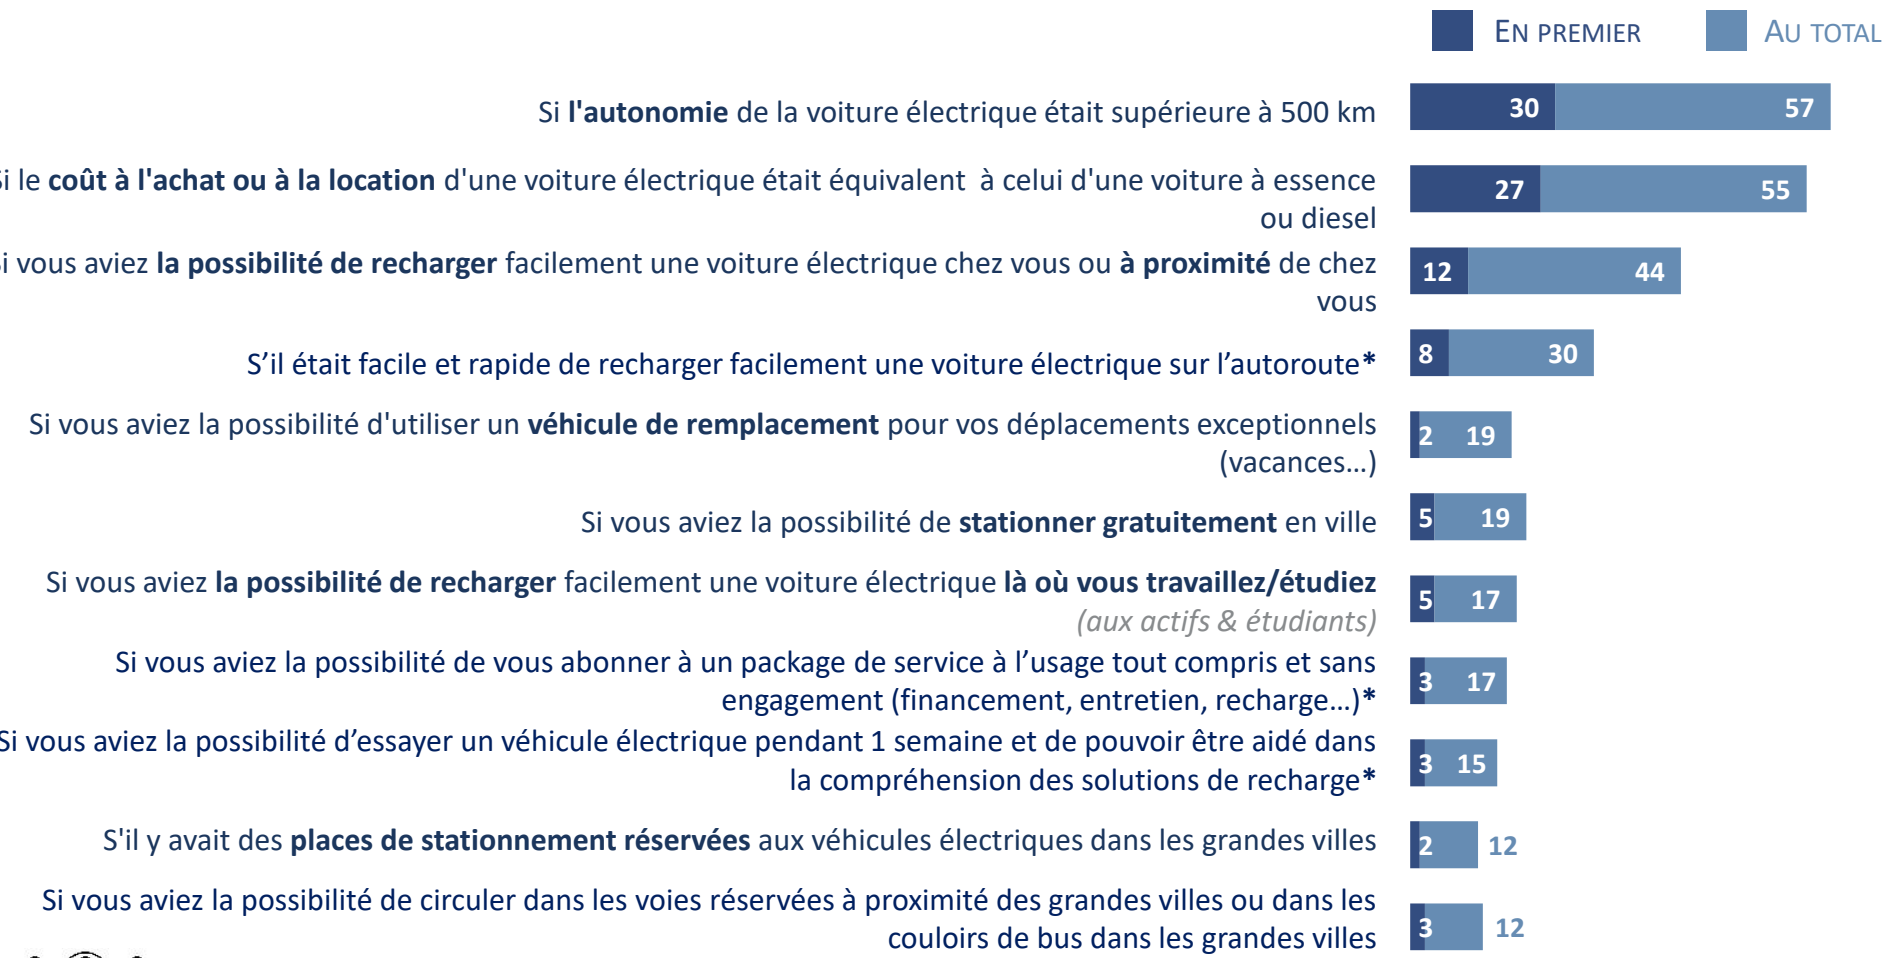 EN PREMIER AU TOTAL
Si l'autonomie de la voiture électrique était supérieure à 500 km 30 57
Si le coût à l'achat ou à la location d'une voiture électrique était équivalent à celui d'une voiture à essence
ou diesel 27 55
Si vous aviez la possibilité de recharger facilement une voiture électrique chez vous ou à proximité de chez
vous 12 44
S’il était facile et rapide de recharger facilement une voiture électrique sur l’autoroute* 8 30
Si vous aviez la possibilité d'utiliser un véhicule de remplacement pour vos déplacements exceptionnels
(vacances…) 2 19
Si vous aviez la possibilité de stationner gratuitement en ville 5 19
Si vous aviez la possibilité de recharger facilement une voiture électrique là où vous travaillez/étudiez
(aux actifs & étudiants) 5 17
Si vous aviez la possibilité de vous abonner à un package de service à l’usage tout compris et sans
engagement (financement, entretien, recharge…)* 3 17
Si vous aviez la possibilité d’essayer un véhicule électrique pendant 1 semaine et de pouvoir être aidé dans
la compréhension des solutions de recharge* 3 15
S'il y avait des places de stationnement réservées aux véhicules électriques dans les grandes villes 2 12
Si vous aviez la possibilité de circuler dans les voies réservées à proximité des grandes villes ou dans les
couloirs de bus dans les grandes villes 3 12